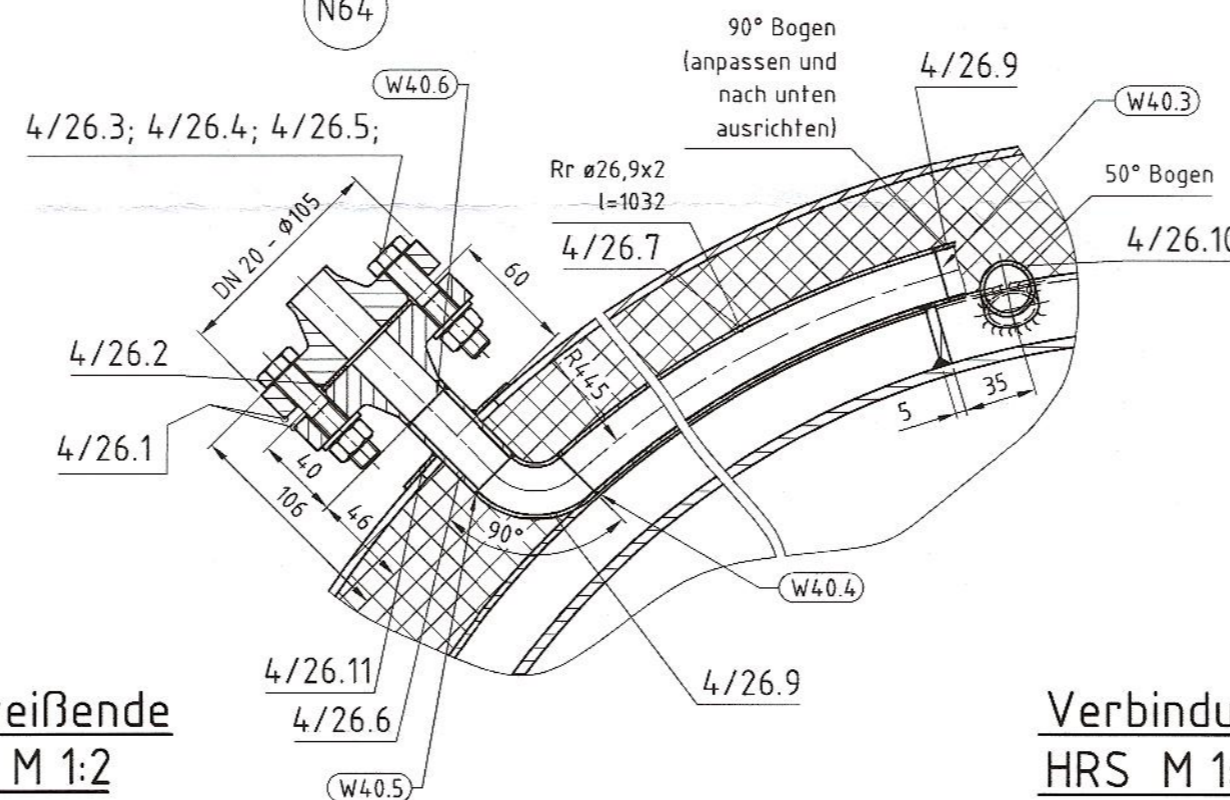 N64
90° Bogen
(anpassen und
nach unten
ausrichten)
4/26.9
W40.6
W40.3
4/26.3; 4/26.4; 4/26.5;
Rr ø26,9x2
l=1032
50° Bogen
DN 20 - ø105
60
4/26.7
4/26.10
4/26.2
R445
35
5
4/26.1
40
106
46
90°
W40.4
4/26.11
4/26.9
4/26.6
W40.5
eißende
M 1:2
Verbindu
HRS M 1